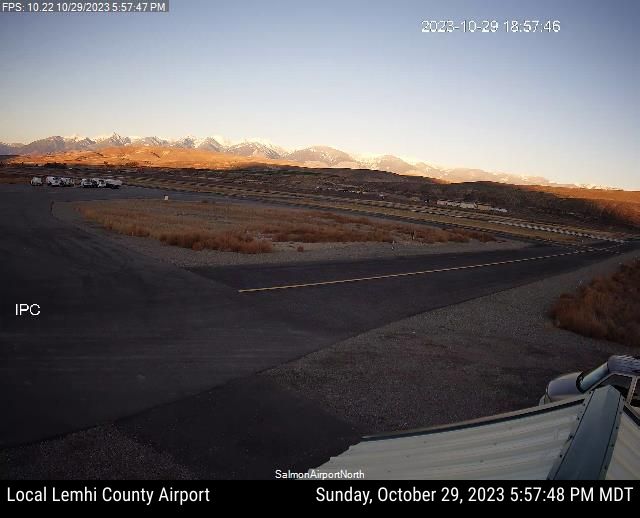 FPS: 10.22 10/29/2023 5:57:47 PM
2023-10-29 18:57:46
IPC
SalmonAirportNorth
Local Lemhi County Airport
Sunday, October 29, 2023 5:57:48 PM MDT